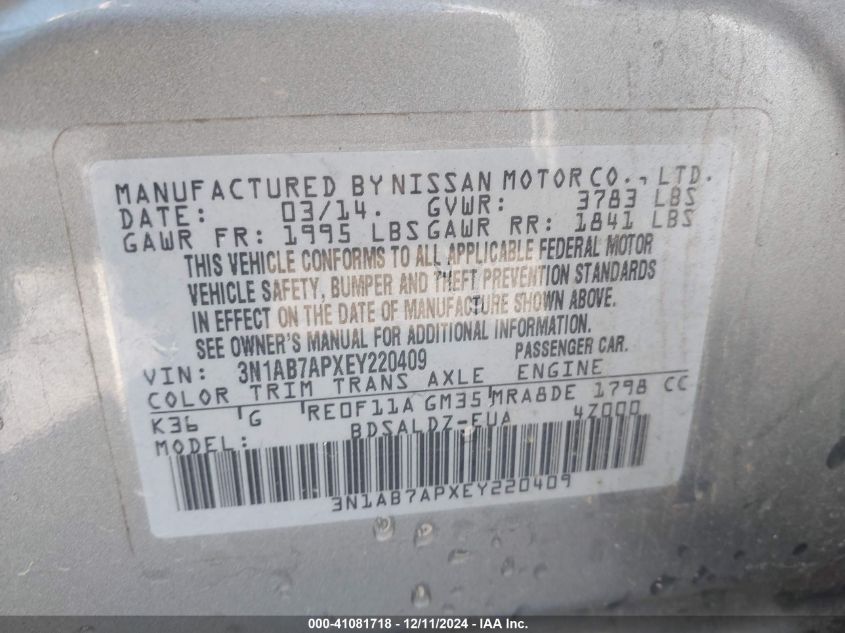 MANUFACTURED BY NISSAN MOTOR CO., LTD.
DATE: 03/14. GVWR: 3783 LBS
GAWR FR: 1995 LBS GAWR RR: 1841 LBS
THIS VEHICLE CONFORMS TO ALL APPLICABLE FEDERAL MOTOR
VEHICLE SAFETY, BUMPER AND THEFT PREVENTION STANDARDS
IN EFFECT ON THE DATE OF MANUFACTURE SHOWN ABOVE.
SEE OWNER'S MANUAL FOR ADDITIONAL INFORMATION.
VIN: 3N1AB7APXEY220409 PASSENGER CAR.
COLOR TRIM TRANS AXLE ENGINE
K36 G RE0F11A GM35 MRA8DE 1798 CC
MODEL: BDSALDZ-EUA 4Z000
3N1AB7APXEY220409
000-41081718 - 12/11/2024 - IAA, Inc.